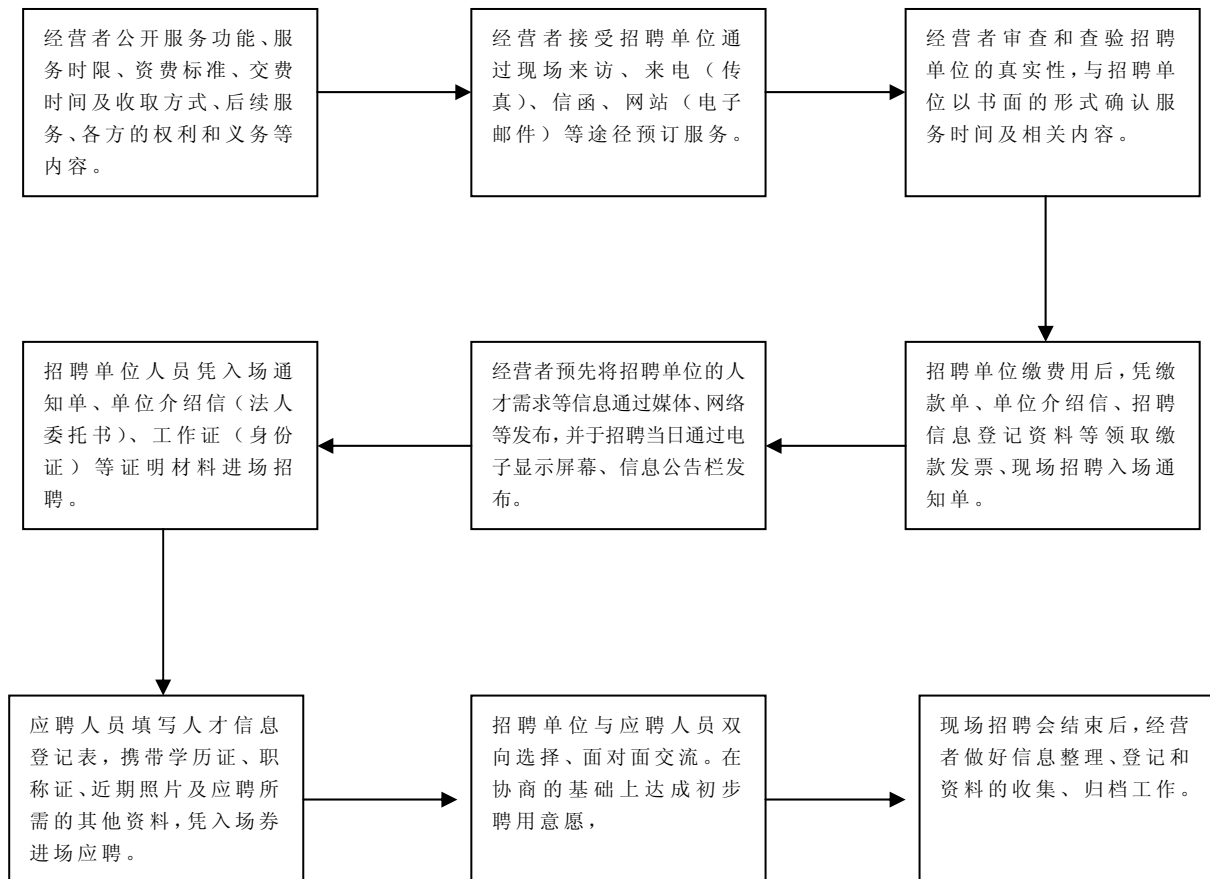 经营者公开服务功能、服
务时限、资费标准、交费
时间及收取方式、后续服
务、各方的权利和义务等
内容。
经营者接受招聘单位通
过现场来访、来电（传
真）、信函、网站（电子
邮件）等途径预订服务。
经营者审查和查验招聘
单位的真实性,与招聘单
位以书面的形式确认服
务时间及相关内容。
招聘单位缴费用后,凭缴
款单、单位介绍信、招聘
信息登记资料等领取缴
款发票、现场招聘入场通
知单。
经营者预先将招聘单位的人
才需求等信息通过媒体、网络
等发布,并于招聘当日通过电
子显示屏幕、信息公告栏发
布。
招聘单位人员凭入场通
知单、单位介绍信（法人
委托书）、工作证（身份
证）等证明材料进场招
聘。
应聘人员填写人才信息
登记表，携带学历证、职
称证、近期照片及应聘所
需的其他资料,凭入场券
进场应聘。
招聘单位与应聘人员双
向选择、面对面交流。在
协商的基础上达成初步
聘用意愿，
现场招聘会结束后,经营
者做好信息整理、登记和
资料的收集、归档工作。